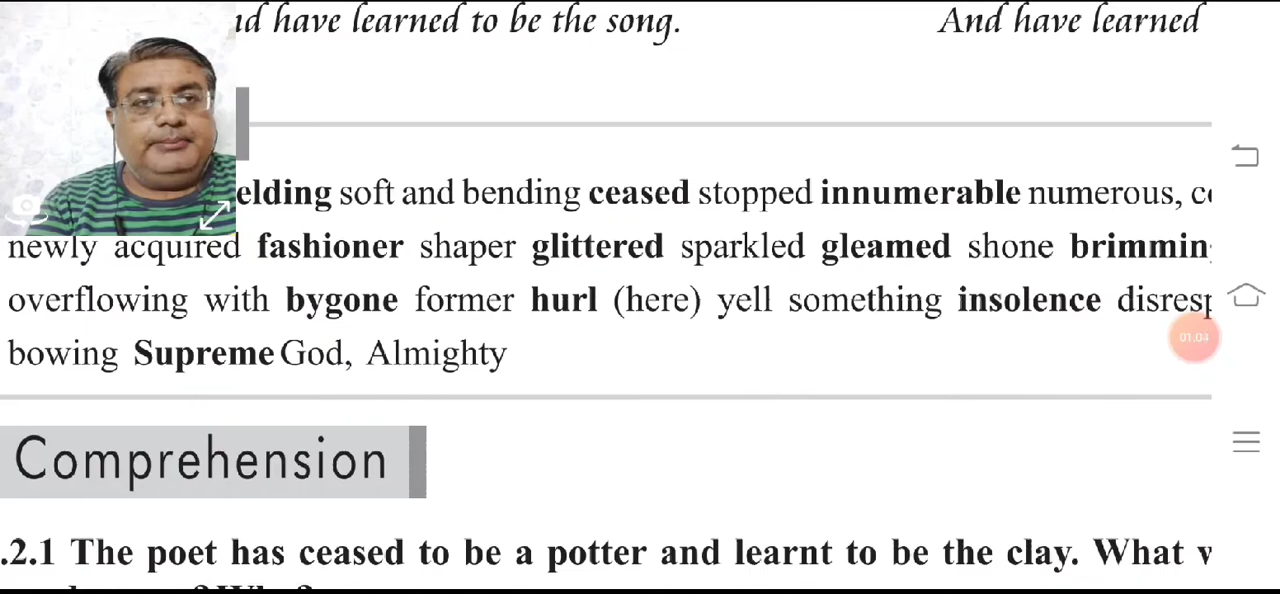 have learned to be the song. And have learned
soft and bending ceased stopped innumerable numerous,
newly acquired fashioner shaper glittered sparkled gleamed shone
overflowing with bygone former hurl (here) yell something insolence
01:04
bowing Supreme God, Almighty
Comprehension
.2.1 The poet has ceased to be a potter and learnt to be the clay. What